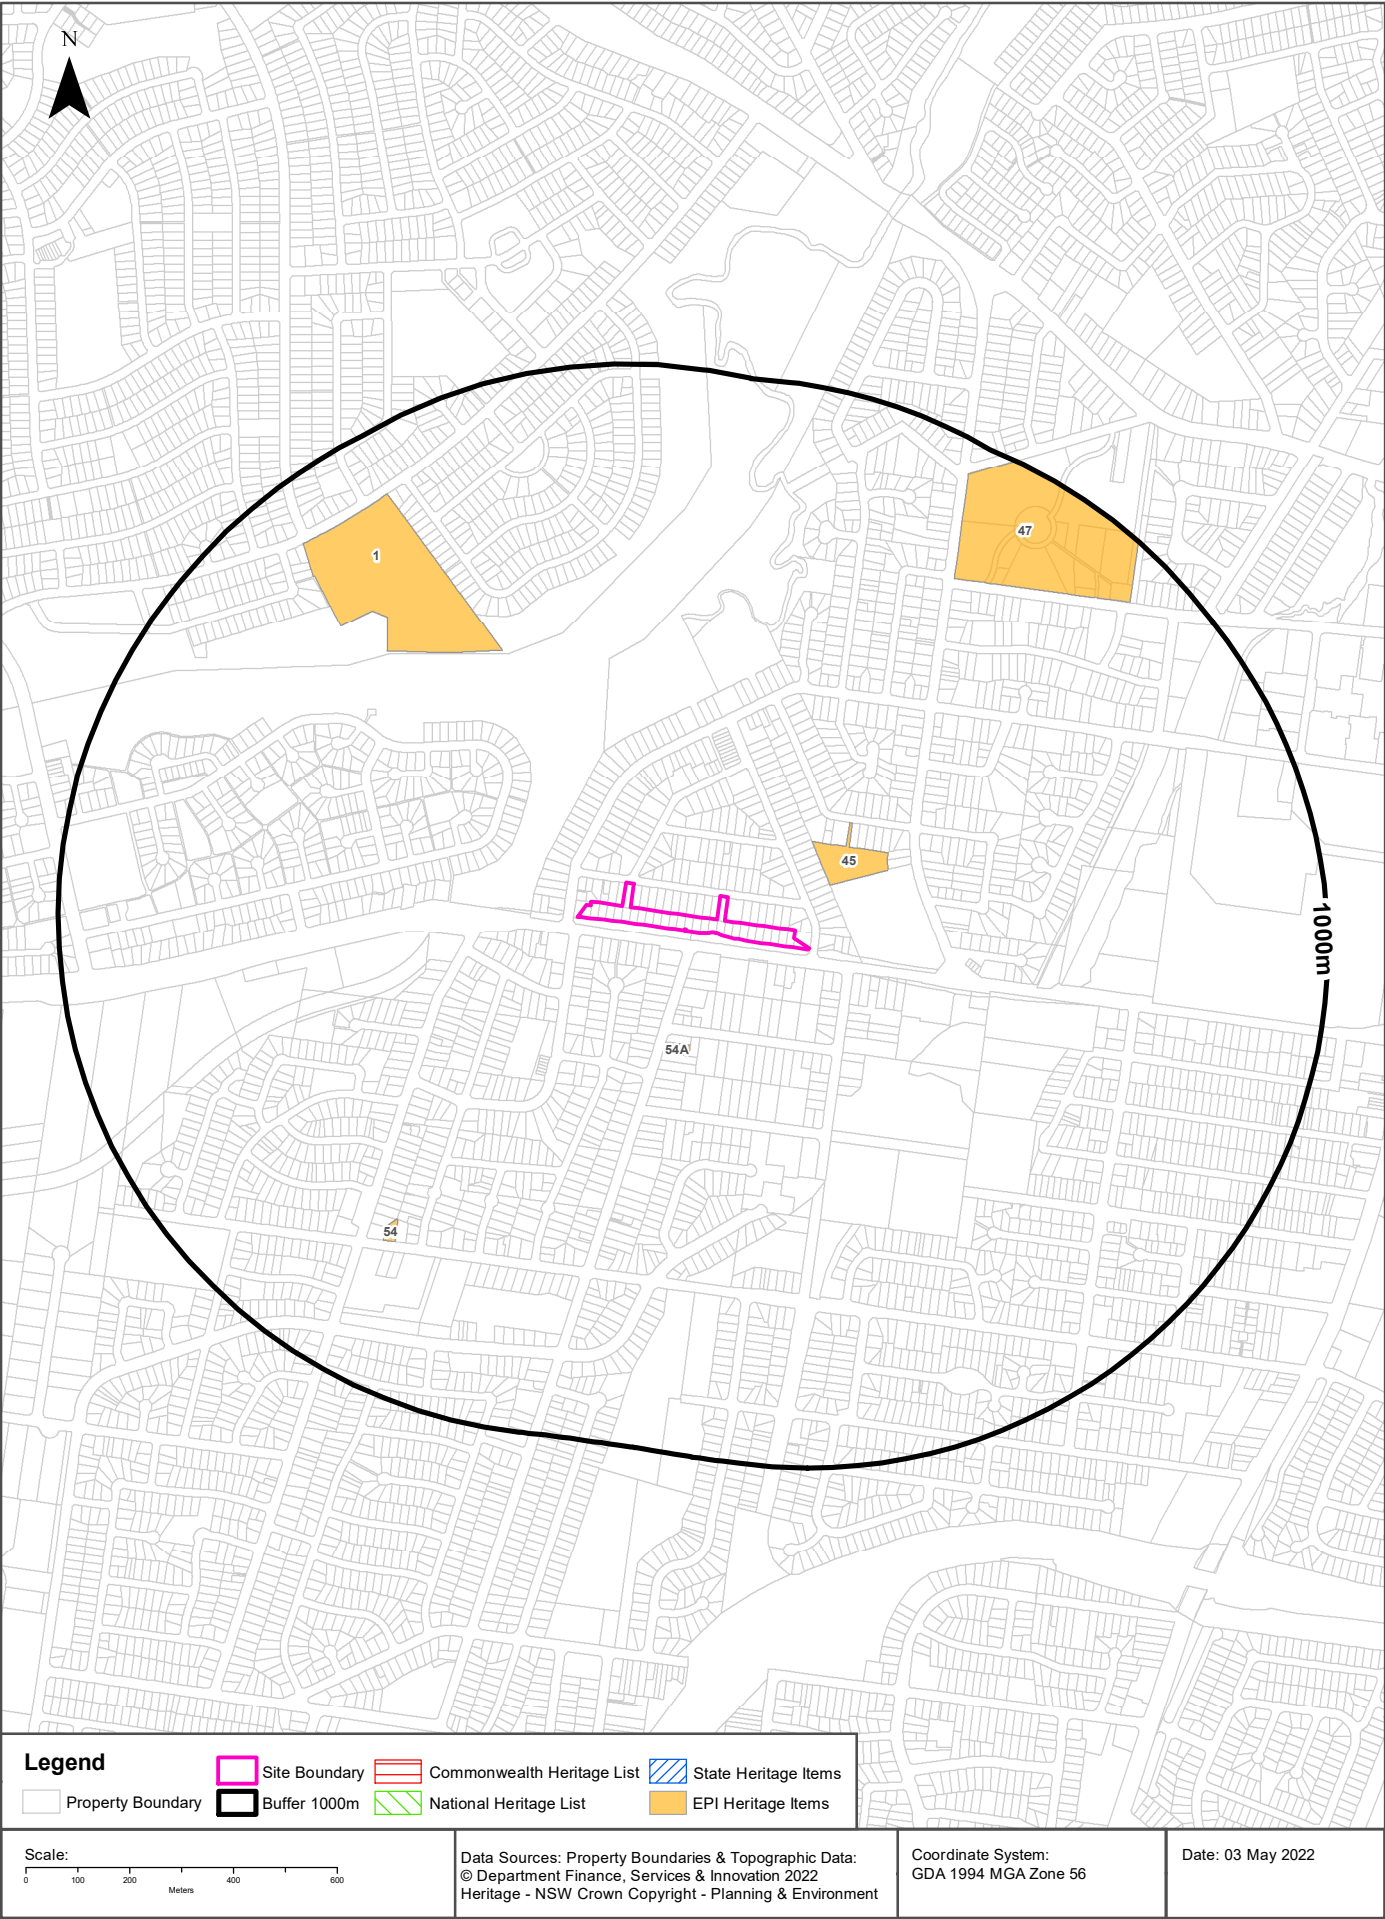 N
1
47
45
1000m
54A
54
Legend
Property Boundary
Site Boundary
Buffer 1000m
Commonwealth Heritage List
National Heritage List
State Heritage Items
EPI Heritage Items
Scale:
0 100 200 400 600
Meters
Data Sources: Property Boundaries & Topographic Data:
© Department Finance, Services & Innovation 2022
Heritage - NSW Crown Copyright - Planning & Environment
Coordinate System:
GDA 1994 MGA Zone 56
Date: 03 May 2022